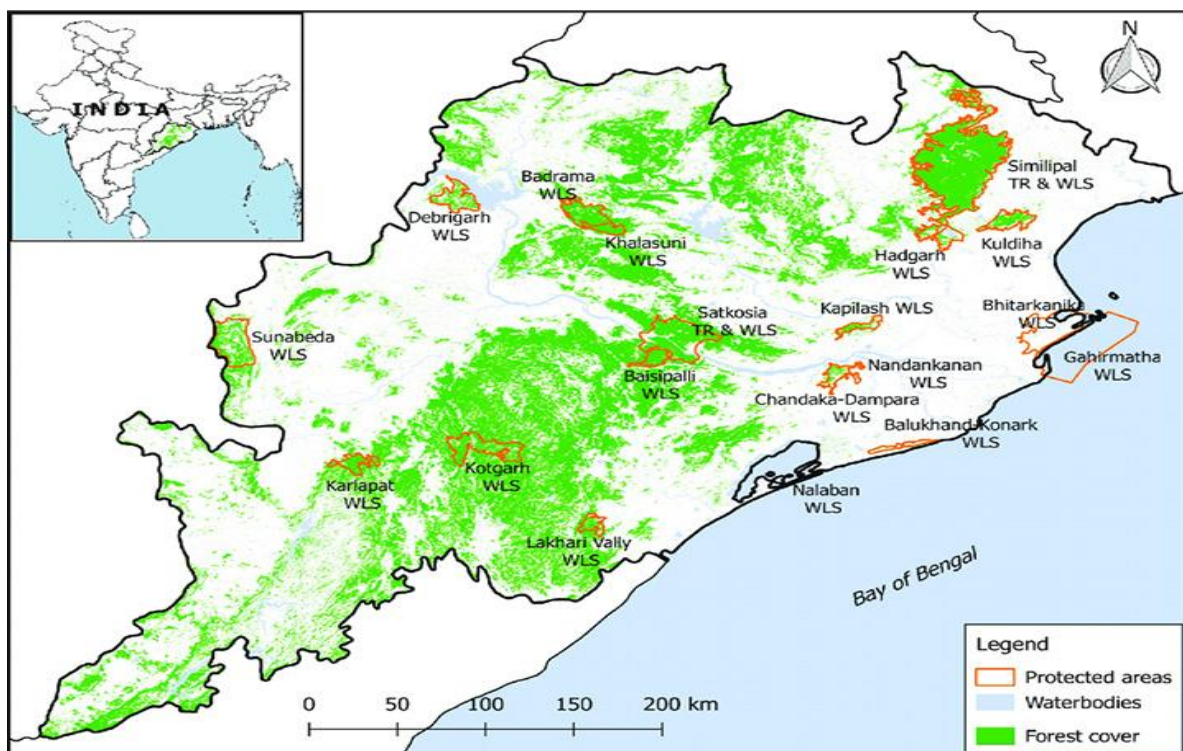 INDIA
N
Similipal
TR & WLS
Badrama
WLS
Debrigarh
WLS
Khalasuni
WLS
Hadgarh
WLS
Kuldiha
WLS
Kapilash WLS
Bhitarkanika
WLS
Satkosia
TR & WLS
Sunabeda
WLS
Gahirmatha
WLS
Baisipalli
WLS
Nandankanan
WLS
Chandaka-Dampara
WLS
Balukhand-Konark
WLS
Karlapat
WLS
Kotgarh
WLS
Nalaban
WLS
Lakhari Vally
WLS
Bay of Bengal
Legend
Protected areas
Waterbodies
Forest cover
0 50 100 150 200 km